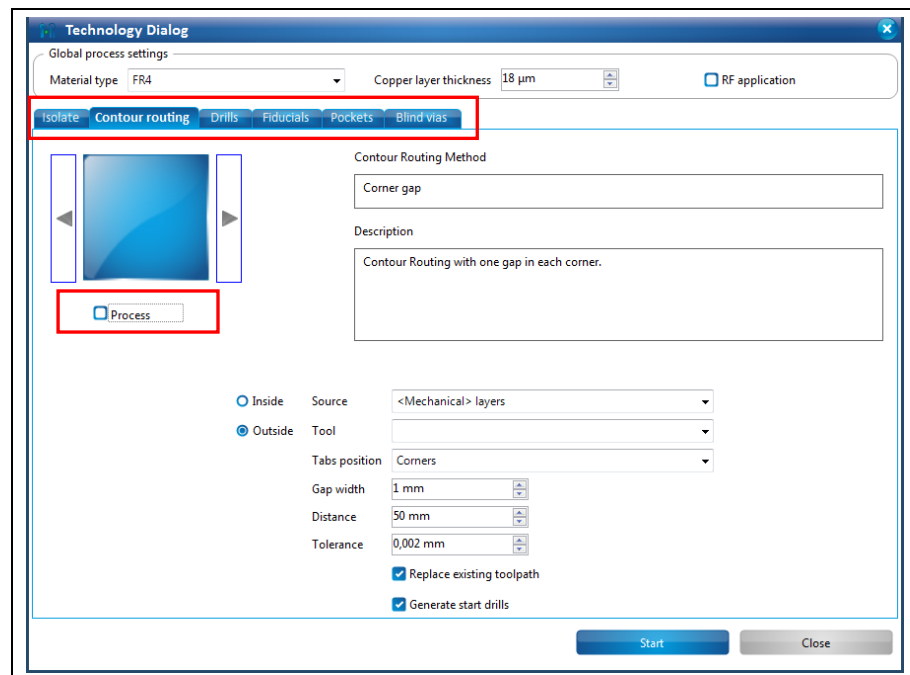 Technology Dialog
Global process settings
Material type FR4 Copper layer thickness 18 µm RF application
Isolate Contour routing Drills Fiducials Pockets Blind vias
Contour Routing Method
Corner gap
Description
Contour Routing with one gap in each corner.
Process
Inside Source <Mechanical> layers
Outside Tool
Tabs position Corners
Gap width 1 mm
Distance 50 mm
Tolerance 0,002 mm
Replace existing toolpath
Generate start drills
Start Close